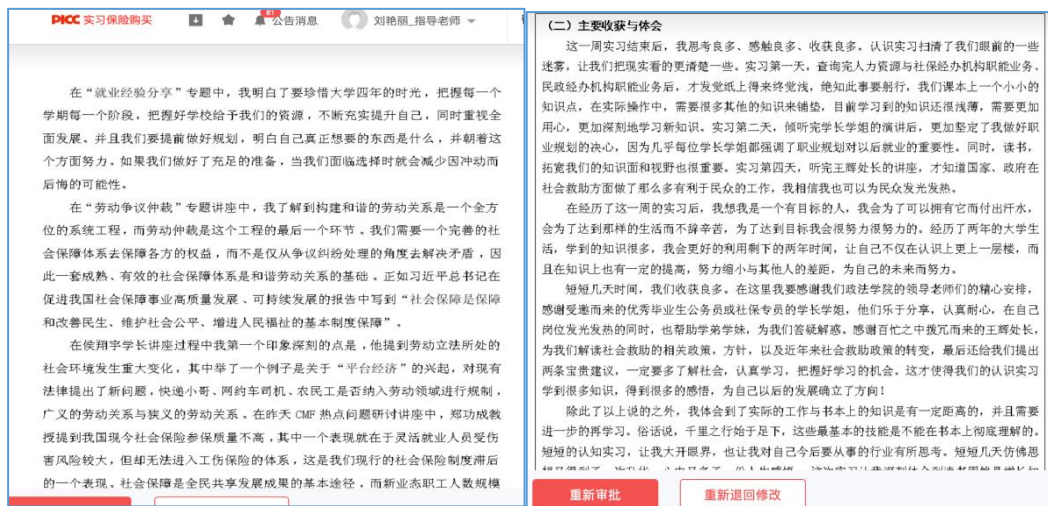 PICC 实习保险购买
81
公告消息
刘艳丽_指导老师
在“就业经验分享”专题中，我明白了要珍惜大学四年的时光，把握每一个
学期每一个阶段，把握好学校给予我们的资源，不断充实提升自己，同时重视全
面发展。并且我们要提前做好规划，明白自己真正想要的东西是什么，并朝着这
个方面努力。如果我们做好了充足的准备，当我们面临选择时就会减少因冲动而
后悔的可能性。
在“劳动争议仲裁”专题讲座中，我了解到构建和谐的劳动关系是一个全方
位的系统工程，而劳动仲裁是这个工程的最后一个环节。我们需要一个完善的社
会保障体系去保障各方的权益，而不是仅从争议纠纷处理的角度去解决矛盾，因
此一套成熟、有效的社会保障体系是和谐劳动关系的基础。正如习近平总书记在
促进我国社会保障事业高质量发展、可持续发展的报告中写到“社会保障是保障
和改善民生、维护社会公平、增进人民福祉的基本制度保障”。
在侯翔宇学长讲座过程中我第一个印象深刻的点是，他提到劳动立法所处的
社会环境发生重大变化，其中举了一个例子是关于“平台经济”的兴起，对现有
法律提出了新问题，快递小哥、网约车司机、农民工是否纳入劳动领域进行规制，
广义的劳动关系与狭义的劳动关系。在昨天 CMF 热点问题研讨讲座中，郑功成教
授提到我国现今社会保险参保质量不高，其中一个表现就在于灵活就业人员受伤
害风险较大，但却无法进入工伤保险的体系，这是我们现行的社会保险制度滞后
的一个表现。社会保障是全民共享发展成果的基本途径，而新业态职工人数规模
（二）主要收获与体会
这一周实习结束后，我思考良多、感触良多、收获良多。认识实习扫清了我们眼前的一些
迷雾，让我们把现实看的更清楚一些。实习第一天，查询完人力资源与社保经办机构职能业务、
民政经办机构职能业务后，才发觉纸上得来终觉浅，绝知此事要躬行，我们课本上一个小小的
知识点，在实际操作中，需要很多其他的知识来铺垫，目前学习到的知识还很浅薄，需要更加
用心，更加深刻地学习新知识。实习第二天，倾听完学长学姐的演讲后，更加坚定了我做好职
业规划的决心，因为几乎每位学长学姐都强调了职业规划对以后就业的重要性。同时，读书，
拓宽我们的知识面和视野也很重要。实习第四天，听完王辉处长的讲座，才知道国家、政府在
社会救助方面做了那么多有利于民众的工作，我相信我也可以为民众发光发热。
在经历了这一周的实习后，我想我是一个有目标的人，我会为了可以拥有它而付出汗水，
会为了达到那样的生活而不辞辛苦，为了达到目标我会很努力很努力的。经历了两年的大学生
活，学到的知识很多，我会更好的利用剩下的两年时间，让自己不仅在认识上更上一层楼，而
且在知识上也有一定的提高，努力缩小与其他人的差距，为自己的未来而努力。
短短几天时间，我们收获良多。在这里我要感谢我们政法学院的领导老师们的精心安排，
感谢受邀而来的优秀毕业生公务员或社保专员的学长学姐，他们乐于分享，认真耐心，在自己
岗位发光发热的同时，也帮助学弟学妹，为我们答疑解惑。感谢百忙之中拨冗而来的王辉处长，
为我们解读社会救助的相关政策，方针，以及近年来社会救助政策的转变，最后还给我们提出
两条宝贵建议，一定要多了解社会，认真学习，把握好学习的机会。这才使得我们的认识实习
学到很多知识，得到很多的感悟，为自己以后的发展确立了方向！
除此了以上说的之外，我体会到了实际的工作与书本上的知识是有一定距离的，并且需要
进一步的再学习。俗话说，千里之行始于足下，这些最基本的技能是不能在书本上彻底理解的。
短短的认知实习，让我大开眼界，也让我对自己今后要从事的行业有所思考。短短几天仿佛思
重新审批
重新退回修改